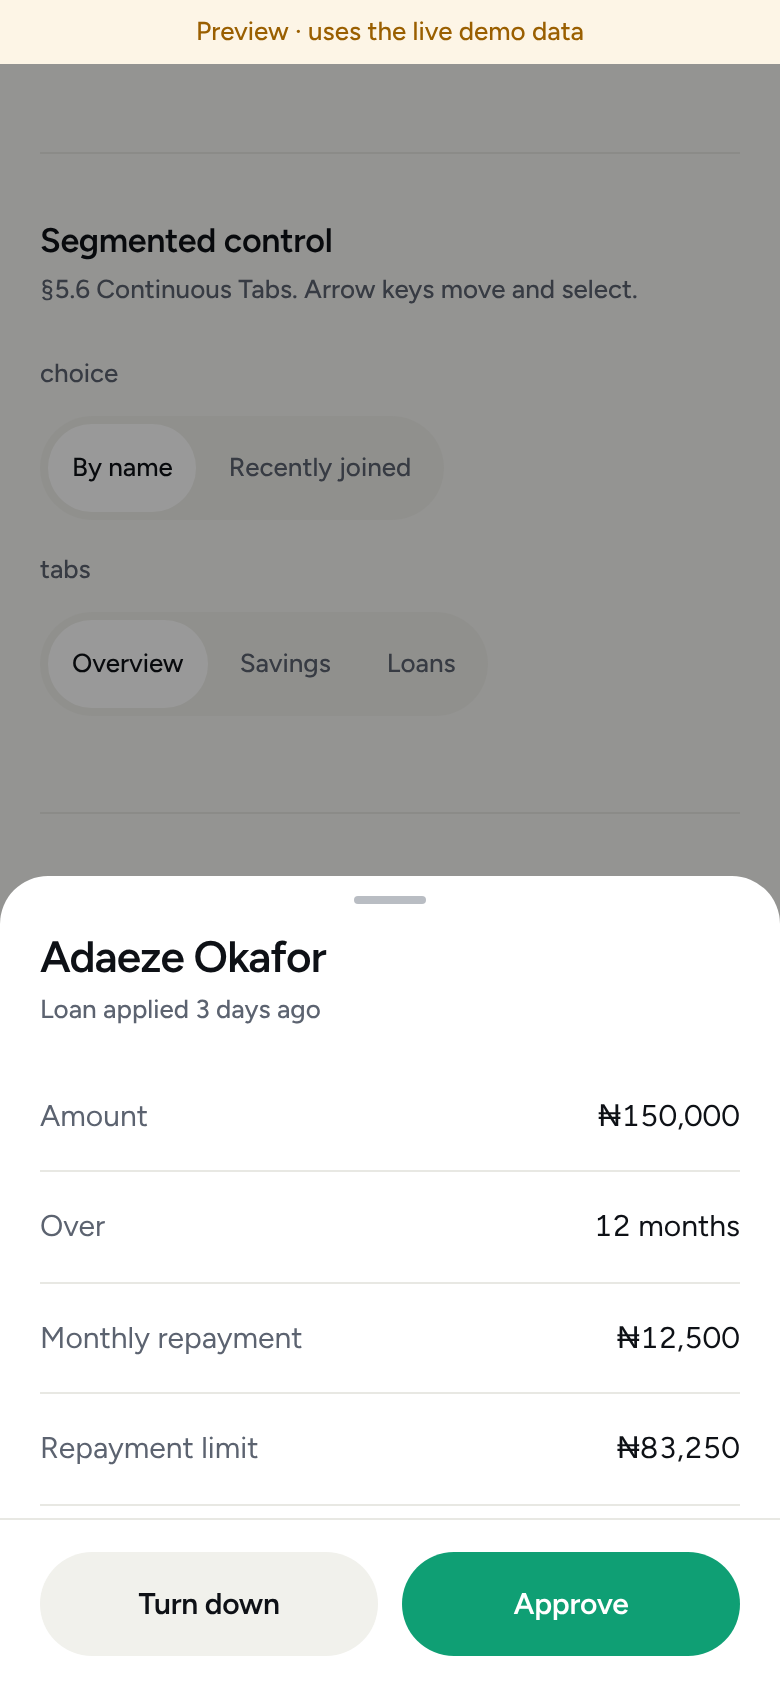 Preview · uses the live demo data
Segmented control
§5.6 Continuous Tabs. Arrow keys move and select.
choice
By name Recently joined
tabs
Overview Savings Loans
Adaeze Okafor
Loan applied 3 days ago
Amount ₦150,000
Over 12 months
Monthly repayment ₦12,500
Repayment limit ₦83,250
Turn down Approve